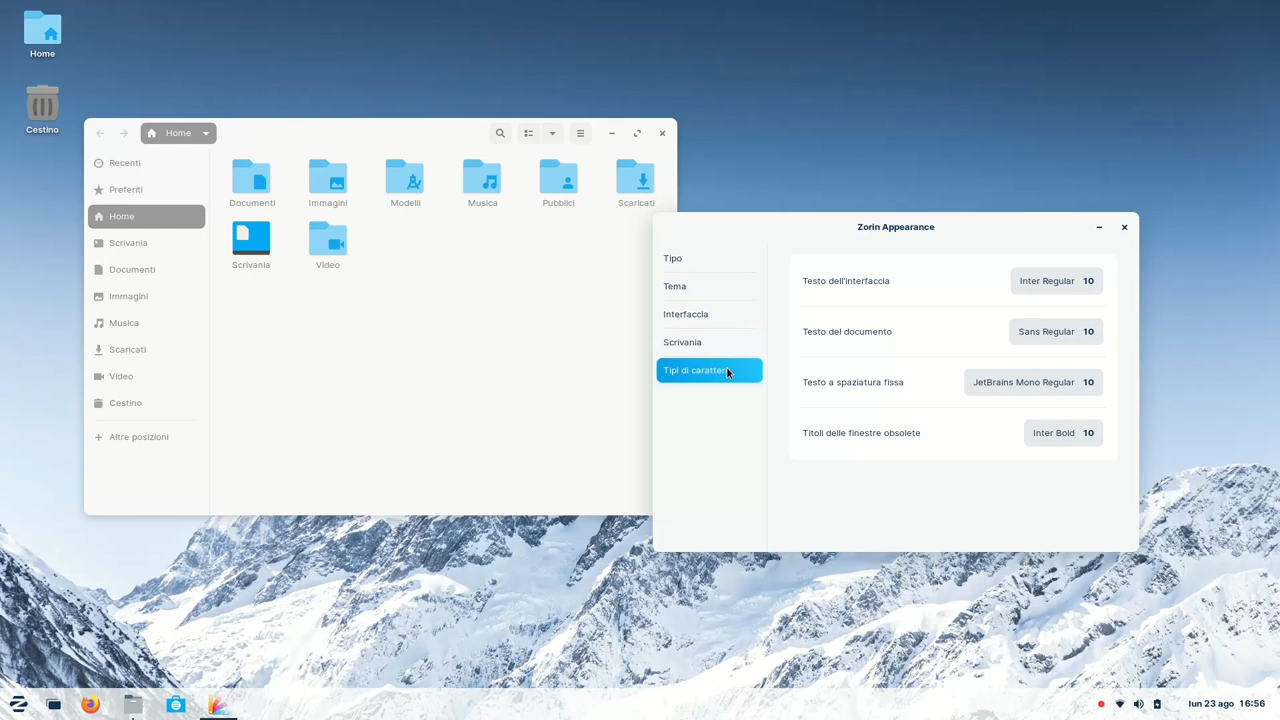 Home
Cestino
Home
Recenti
Preferiti
Home
Scrivania
Documenti
Immagini
Musica
Scaricati
Video
Cestino
Altre posizioni
Documenti Immagini Modelli Musica Pubblici Scaricati
Scrivania Video
Zorin Appearance
Tipo
Tema
Interfaccia
Scrivania
Tipi di caratteri
Testo dell'interfaccia Inter Regular 10
Testo del documento Sans Regular 10
Testo a spaziatura fissa JetBrains Mono Regular 10
Titoli delle finestre obsolete Inter Bold 10
lun 23 ago 16:56